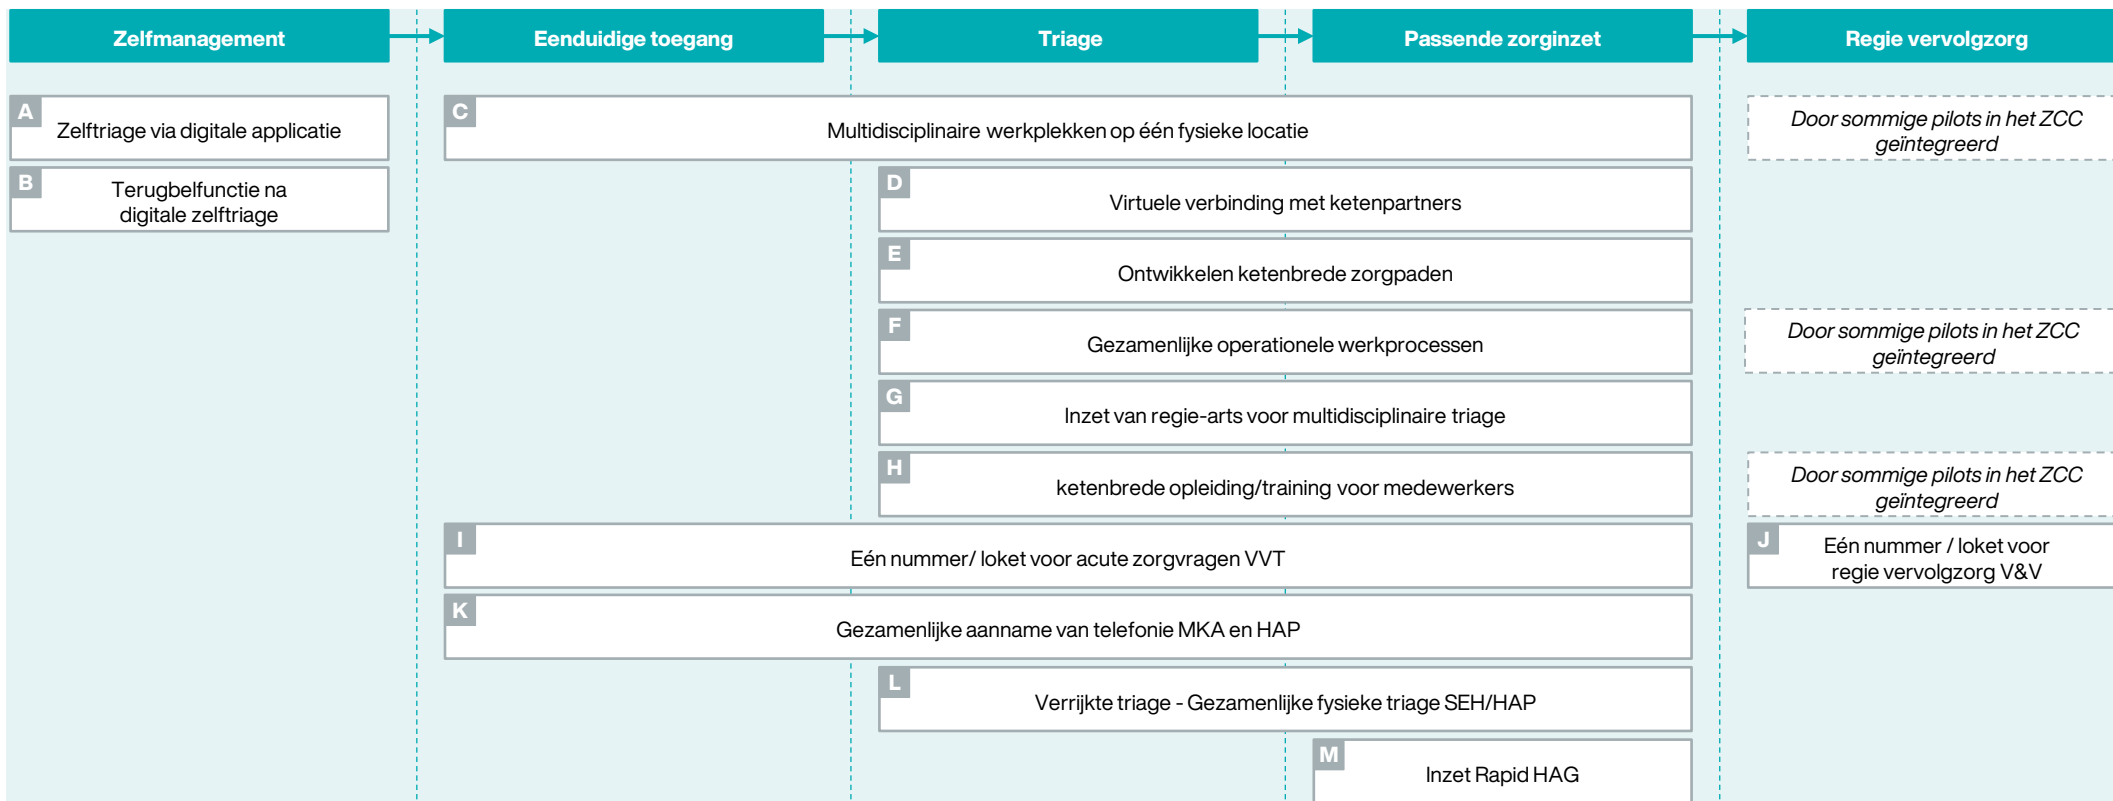 Zelfmanagement
Eenduidige toegang
Triage
Passende zorginzet
Regie vervolgzorg
A
Zelftriage via digitale applicatie
C
Multidisciplinaire werkplekken op één fysieke locatie
Door sommige pilots in het ZCC
geïntegreerd
B
Terugbelfunctie na
digitale zelftriage
D
Virtuele verbinding met ketenpartners
E
Ontwikkelen ketenbrede zorgpaden
F
Gezamenlijke operationele werkprocessen
Door sommige pilots in het ZCC
geïntegreerd
G
Inzet van regie-arts voor multidisciplinaire triage
H
ketenbrede opleiding/training voor medewerkers
Door sommige pilots in het ZCC
geïntegreerd
I
Eén nummer/ loket voor acute zorgvragen VVT
J
Eén nummer / loket voor
regie vervolgzorg V&V
K
Gezamenlijke aanname van telefonie MKA en HAP
L
Verrijkte triage - Gezamenlijke fysieke triage SEH/HAP
M
Inzet Rapid HAG